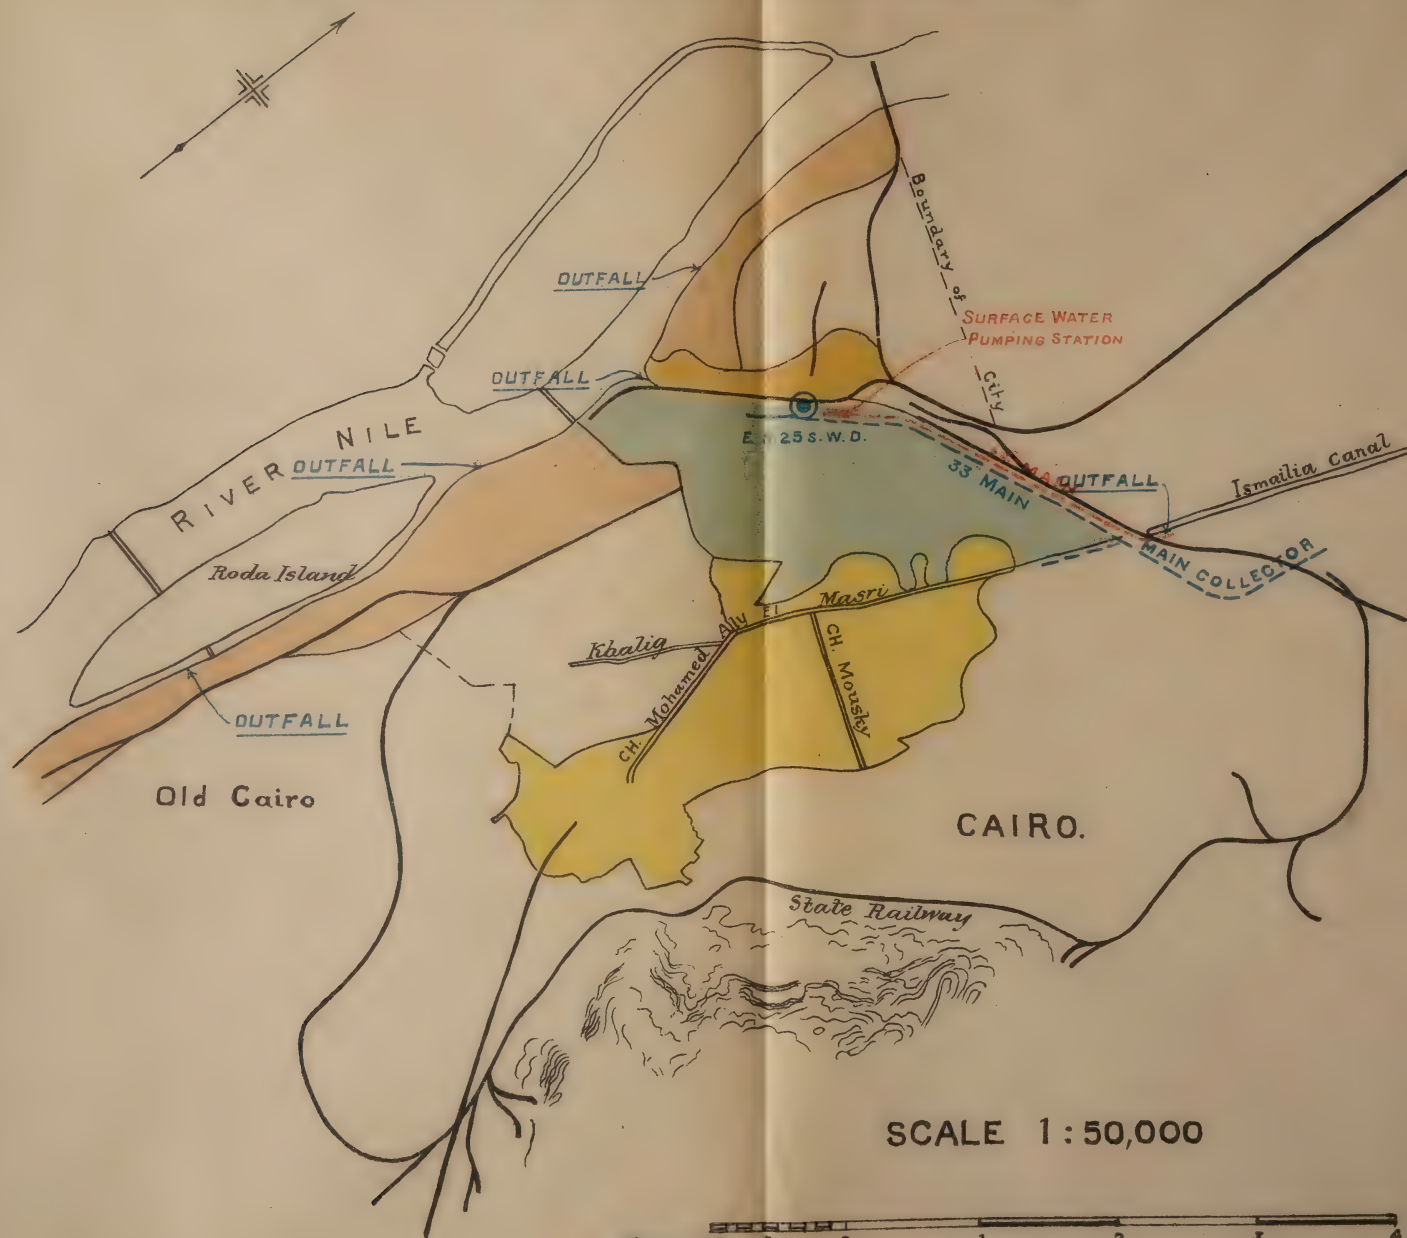 Boundary of
City
OUTFALL
SURFACE WATER
PUMPING STATION
OUTFALL
RIVER NILE
OUTFALL
25 S.W.D.
33 MAIN
MAIN
OUTFALL
Ismailia Canal
MAIN COLLECTOR
Roda Island
Khalig
El
Masri
CH. Mohamed Aly
CH. Mousky
OUTFALL
Old Cairo
CAIRO.
State Railway
SCALE 1:50,000